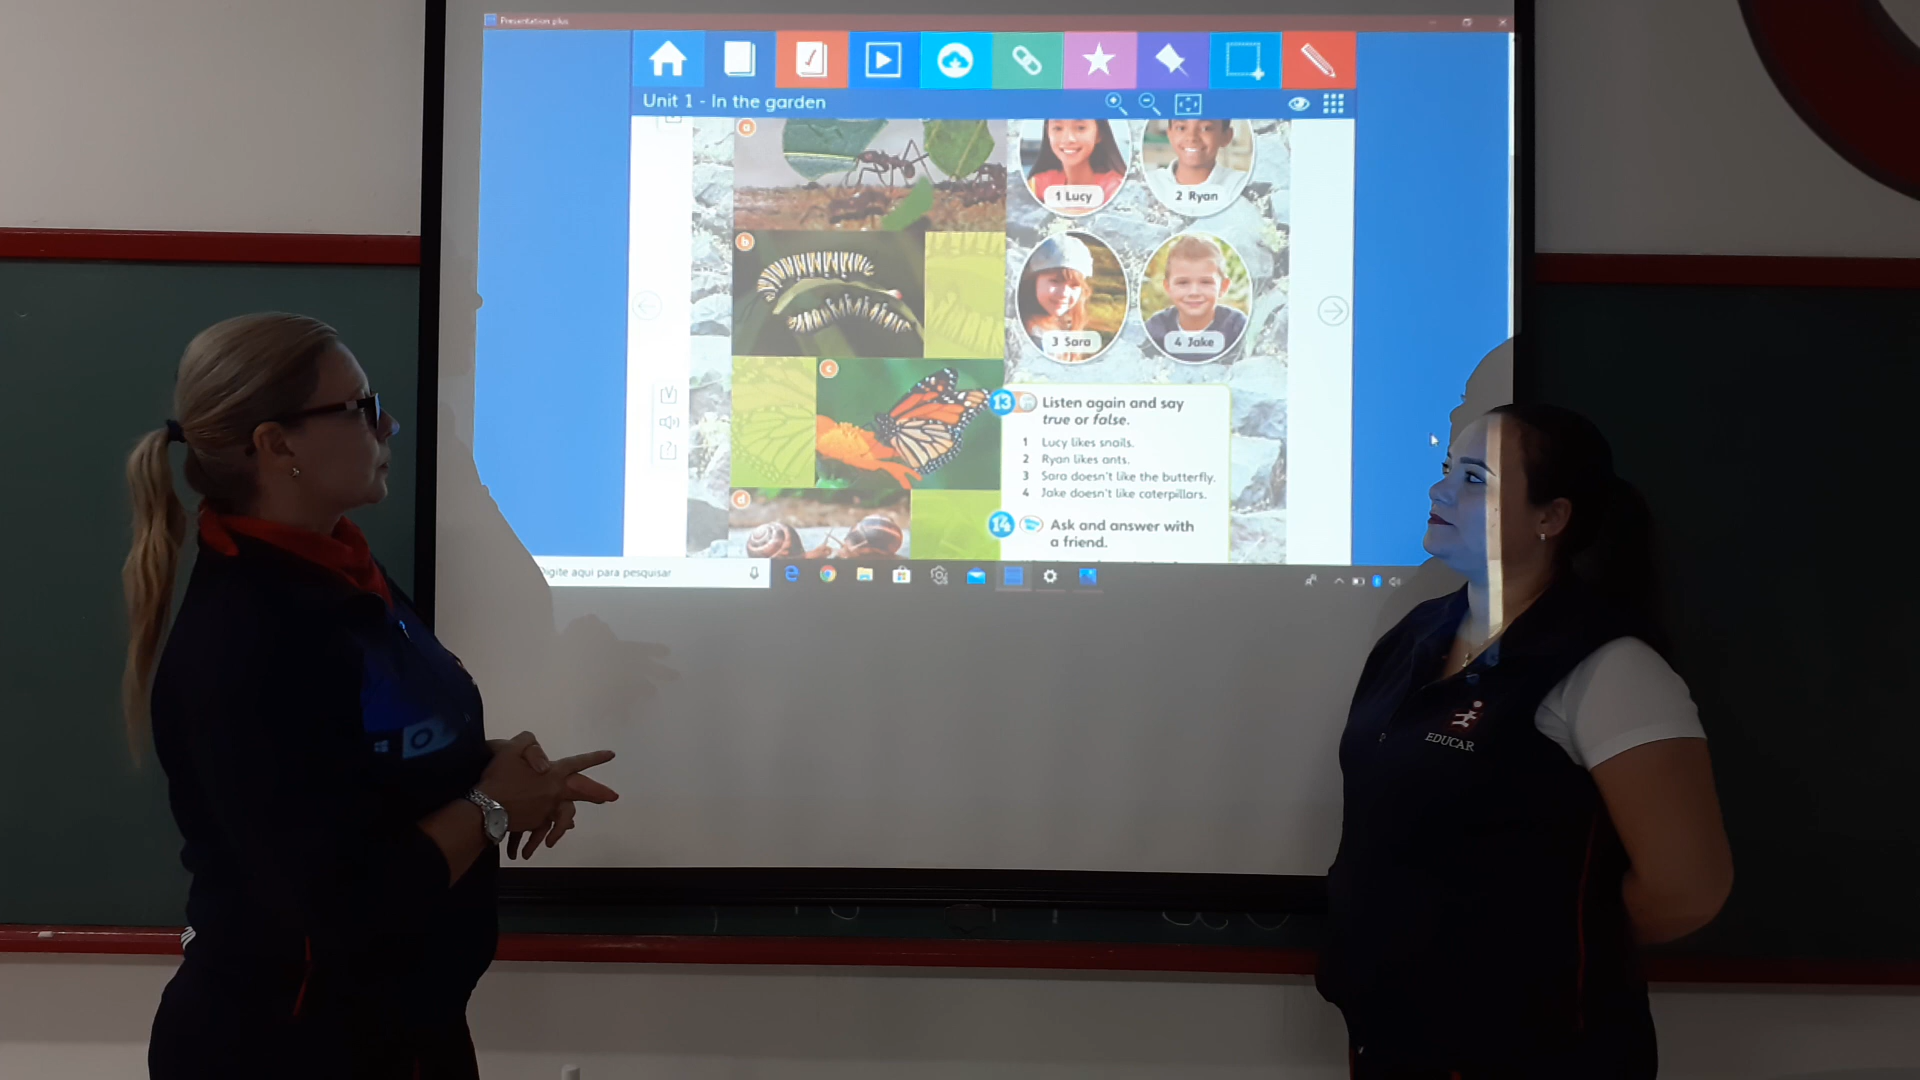 Presentation plus
Unit 1 - In the garden
a
1 Lucy
2 Ryan
b
3 Sara
4 Jake
c
13 Listen again and say
true or false.
1 Lucy likes snails.
2 Ryan likes ants.
3 Sara doesn't like the butterfly.
4 Jake doesn't like caterpillars.
d
14 Ask and answer with
a friend.
Digite aqui para pesquisar
EDUCAR